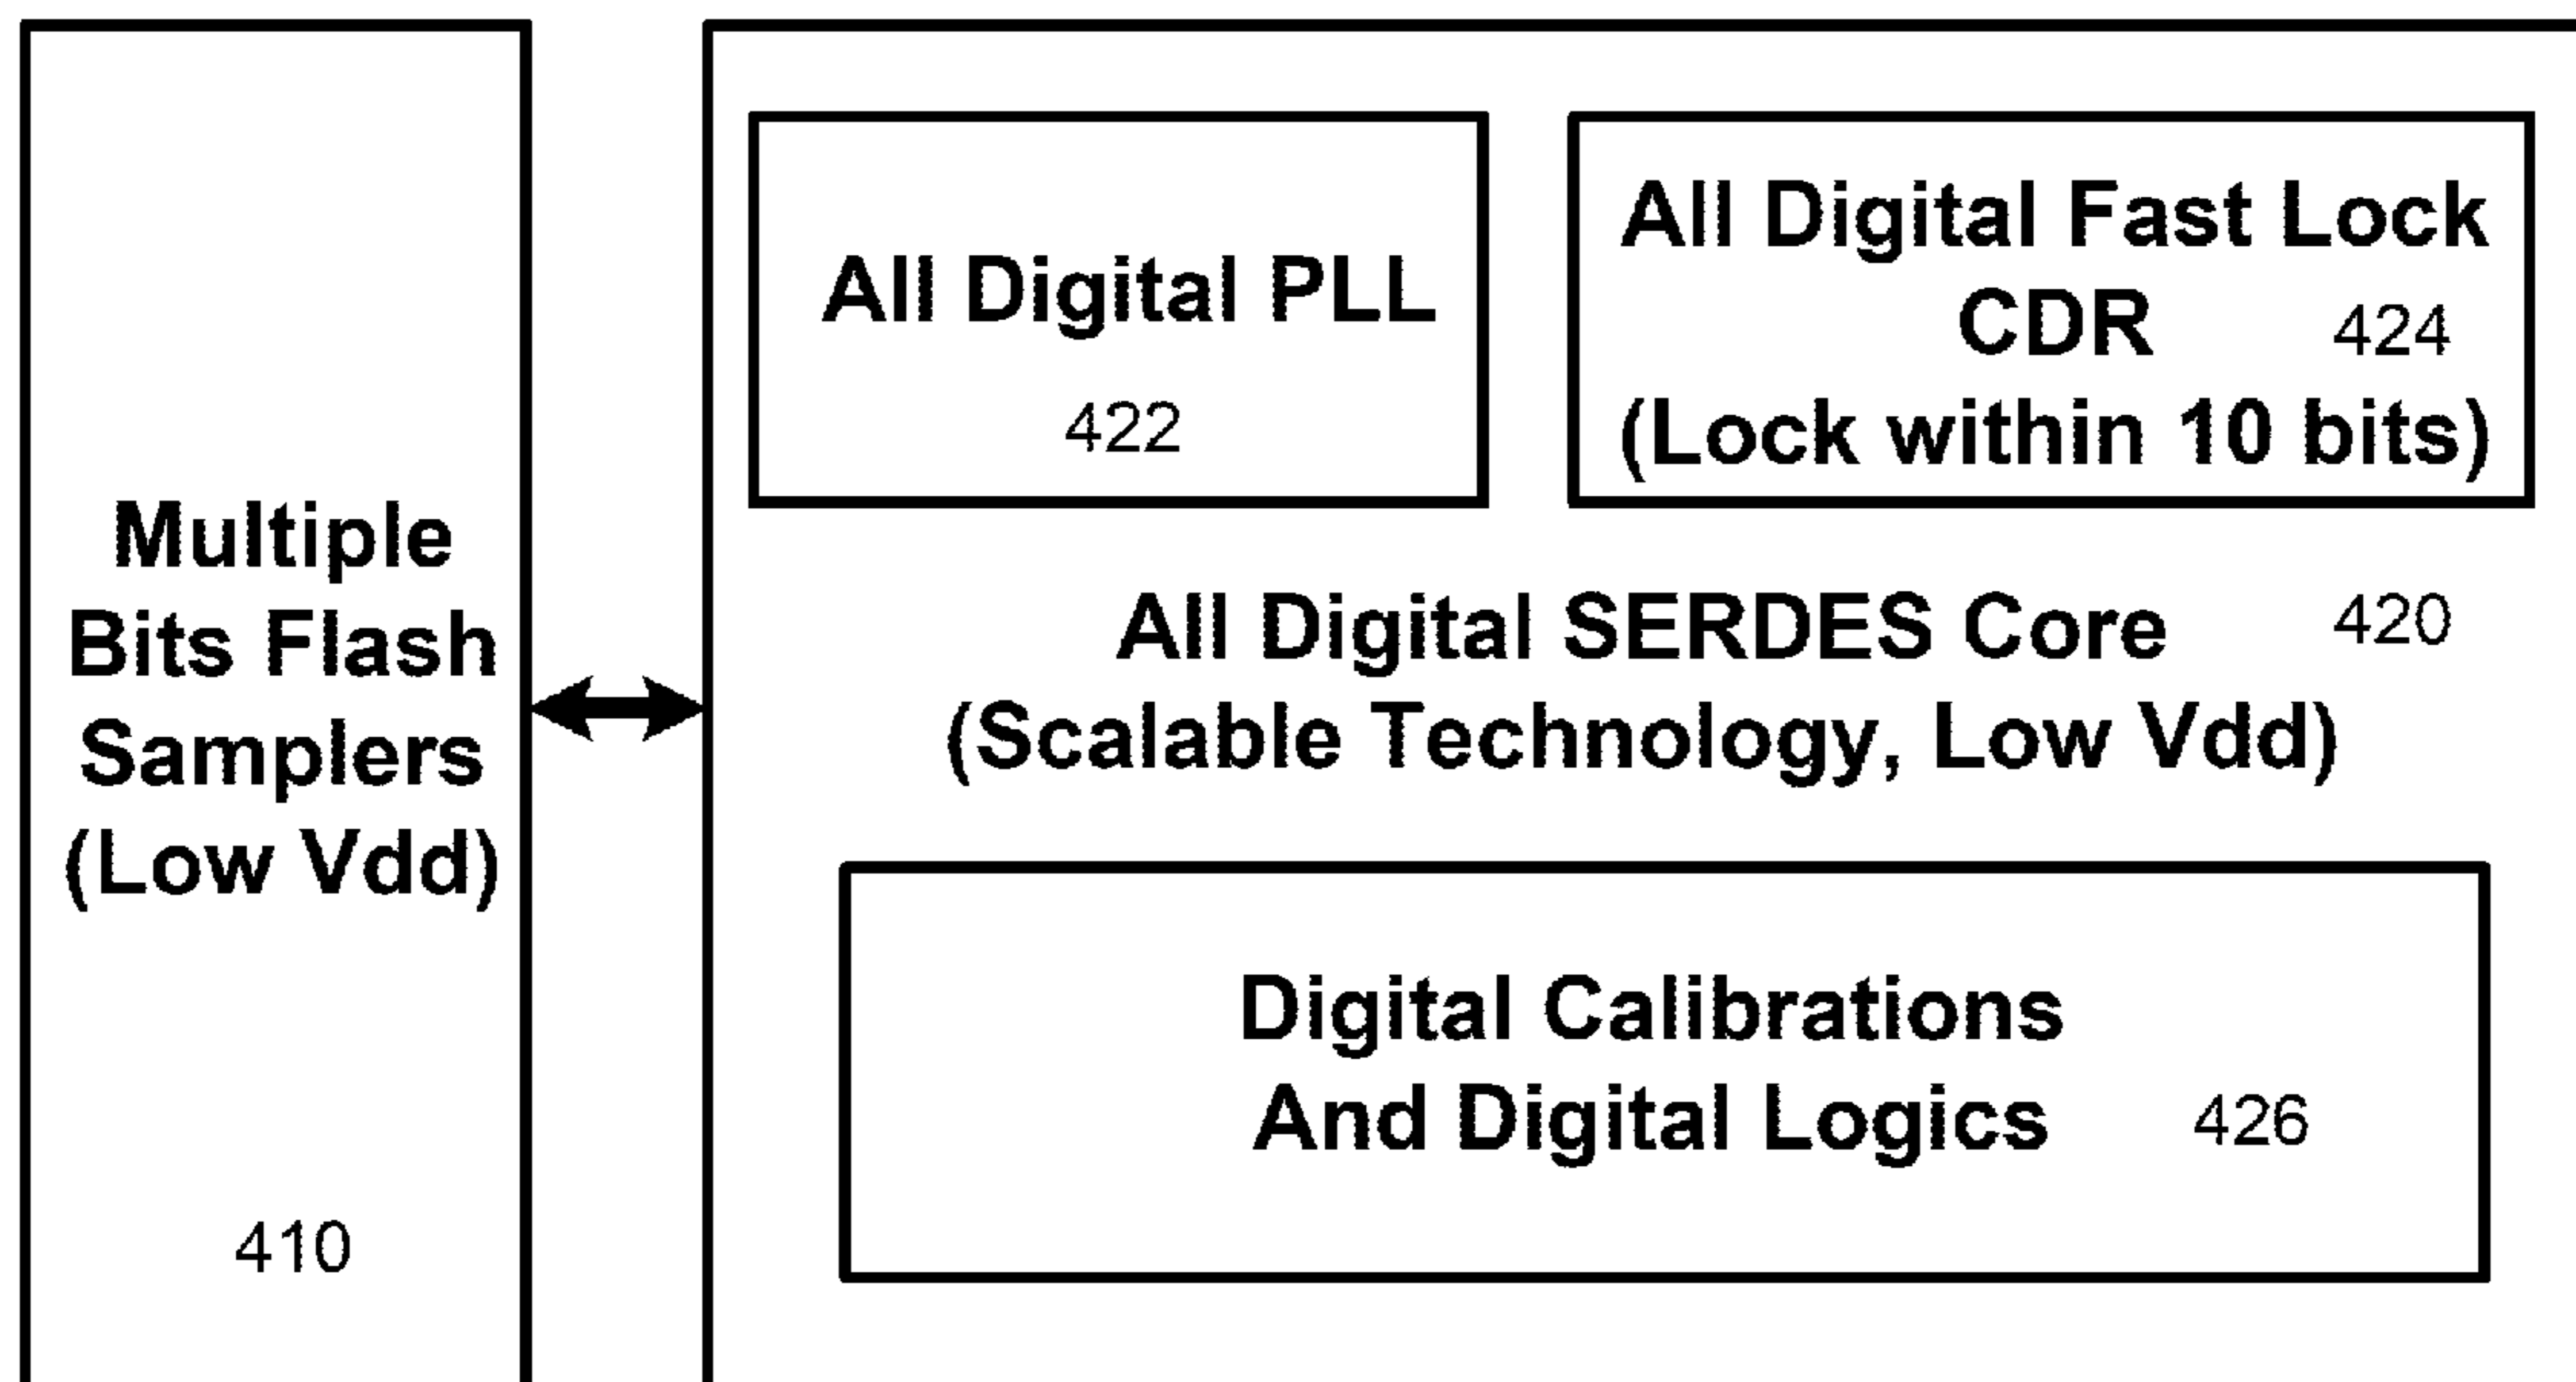 Multiple
Bits Flash
Samplers
(Low Vdd)
410
All Digital PLL
422
All Digital Fast Lock
CDR 424
(Lock within 10 bits)
All Digital SERDES Core 420
(Scalable Technology, Low Vdd)
Digital Calibrations
And Digital Logics 426